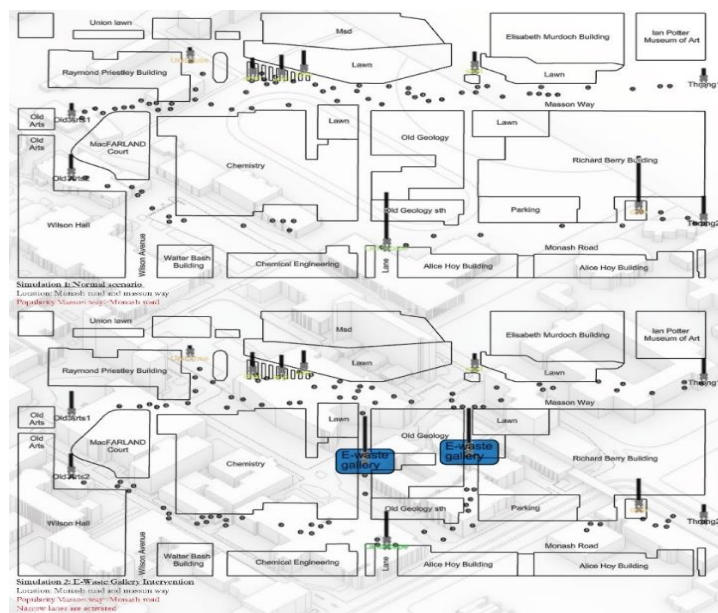 Union lawn
Msd
Elisabeth Murdoch Building
Ian Potter
Museum of Art
Raymond Priestley Building
Lawn
Lawn
Throng1
Masson Way
Old
Arts
OldArts1
Lawn
Lawn
Old
Arts
MacFARLAND
Court
Chemistry
Old Geology
Richard Berry Building
OldArts2
Old Geology sth
Parking
Throng2
Wilson Hall
Wilson Avenue
Walter Bash
Building
Chemical Engineering
Lane
Monash Road
Alice Hoy Building
Alice Hoy Building
Simulation 1: Normal scenario
Location: Monash road and masson way
Popularity Masson way>Monash road
Union lawn
Msd
Elisabeth Murdoch Building
Ian Potter
Museum of Art
Raymond Priestley Building
Lawn
Lawn
Throng1
Masson Way
Old
Arts
OldArts1
Lawn
Lawn
Old
Arts
MacFARLAND
Court
Chemistry
Old Geology
E-waste
gallery
E-waste
gallery
Richard Berry Building
OldArts2
Old Geology sth
Parking
Throng2
Wilson Hall
Wilson Avenue
Walter Bash
Building
Chemical Engineering
Lane
Monash Road
Alice Hoy Building
Alice Hoy Building
Simulation 2: E-Waste Gallery Intervention
Location: Monash road and masson way
Popularity Masson way>Monash road
Narrow lanes are activated